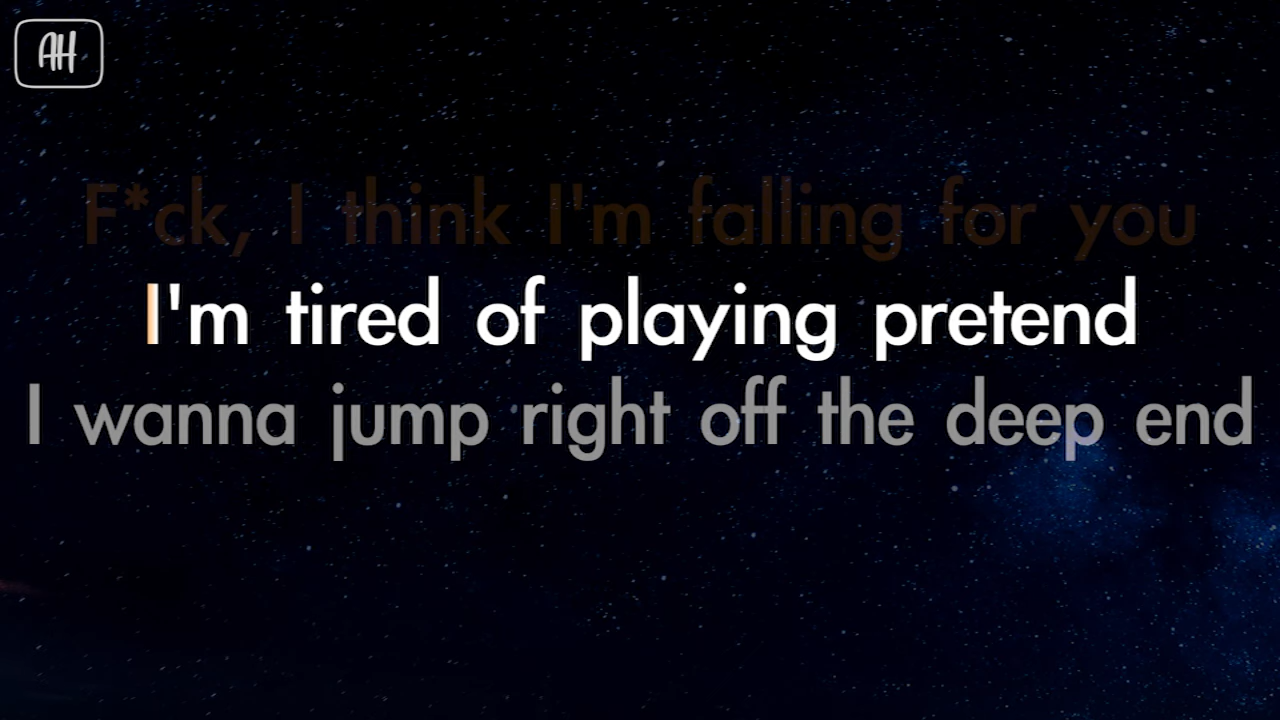 AH
F*ck, I think I'm falling for you
I'm tired of playing pretend
I wanna jump right off the deep end